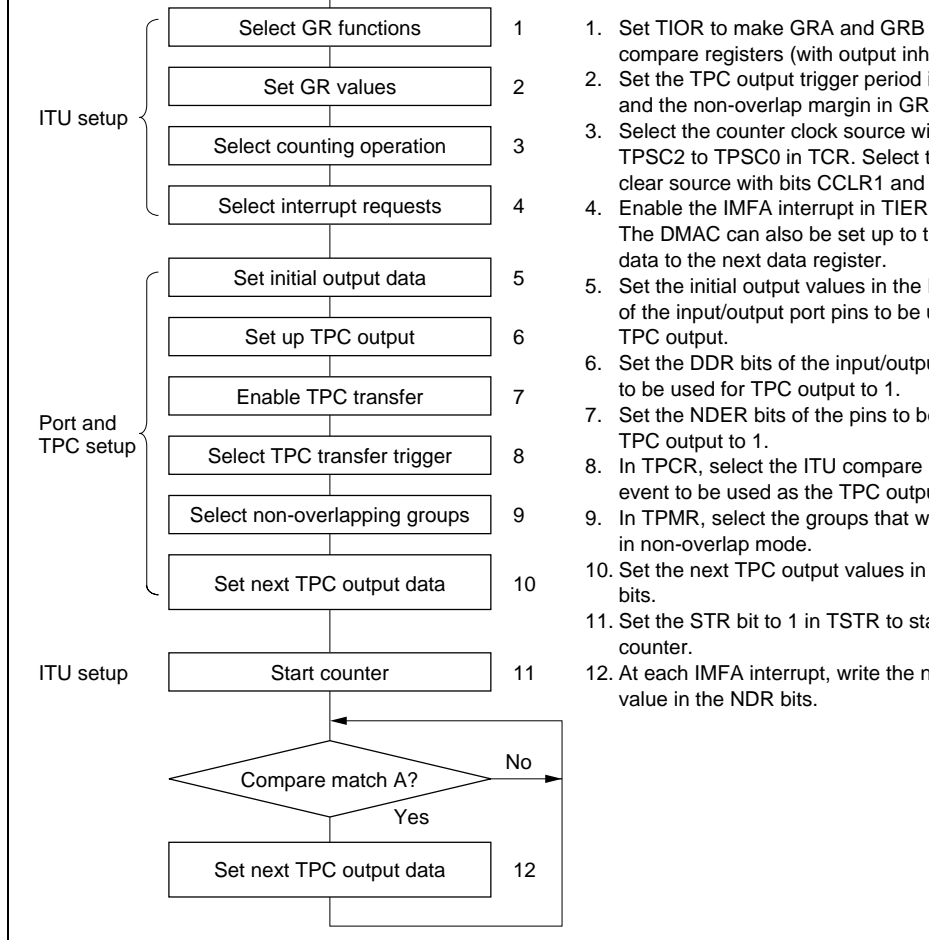 Select GR functions 1
Set GR values 2
ITU setup
Select counting operation 3
Select interrupt requests 4
Set initial output data 5
Set up TPC output 6
Enable TPC transfer 7
Port and
TPC setup
Select TPC transfer trigger 8
Select non-overlapping groups 9
Set next TPC output data 10
ITU setup
Start counter 11
Compare match A?
No
Yes
Set next TPC output data 12
1. Set TIOR to make GRA and GRB
compare registers (with output
2. Set the TPC output trigger period
and the non-overlap margin in
3. Select the counter clock source
TPSC2 to TPSC0 in TCR. Select
clear source with bits CCLR1 and
4. Enable the IMFA interrupt in TIER
The DMAC can also be set up to
data to the next data register.
5. Set the initial output values in the
of the input/output port pins to be
TPC output.
6. Set the DDR bits of the
to be used for TPC output to 1.
7. Set the NDER bits of the pins to
TPC output to 1.
8. In TPCR, select the ITU compare
event to be used as the TPC
9. In TPMR, select the groups that
in non-overlap mode.
10. Set the next TPC output values in
bits.
11. Set the STR bit to 1 in TSTR to
counter.
12. At each IMFA interrupt, write the
value in the NDR bits.